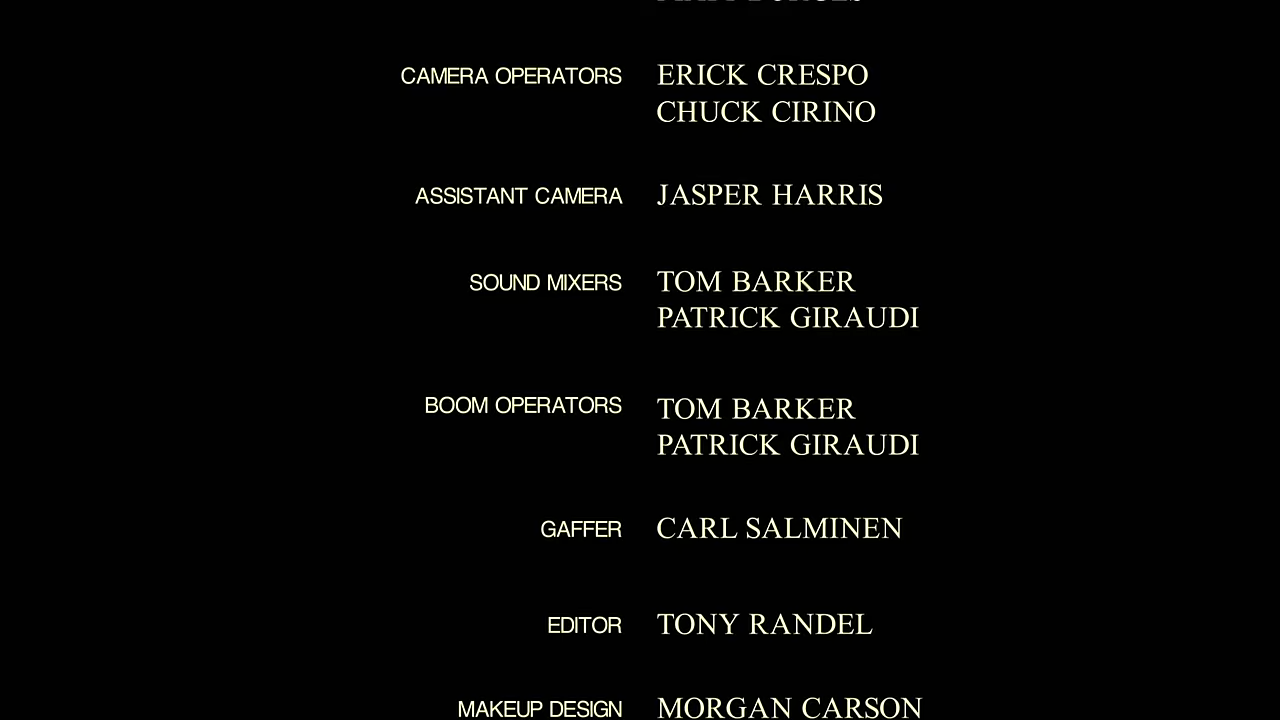 CAMERA OPERATORS ERICK CRESPO
CHUCK CIRINO
ASSISTANT CAMERA JASPER HARRIS
SOUND MIXERS TOM BARKER
PATRICK GIRAUDI
BOOM OPERATORS TOM BARKER
PATRICK GIRAUDI
GAFFER CARL SALMINEN
EDITOR TONY RANDEL
MAKEUP DESIGN MORGAN CARSON